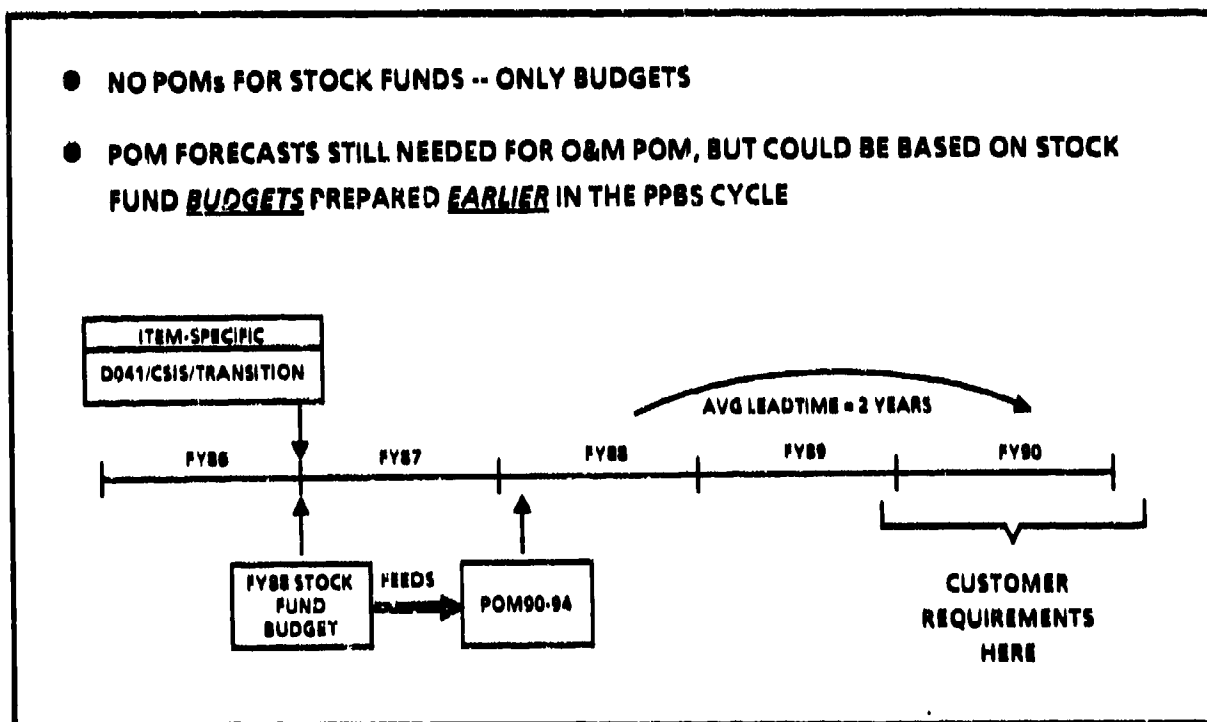 ● NO POMs FOR STOCK FUNDS -- ONLY BUDGETS
● POM FORECASTS STILL NEEDED FOR O&M POM, BUT COULD BE BASED ON STOCK
FUND BUDGETS PREPARED EARLIER IN THE PPBS CYCLE
ITEM-SPECIFIC
D041/CSIS/TRANSITION
AVG LEADTIME = 2 YEARS
FY86 FY87 FY88 FY89 FY90
FY88 STOCK
FUND
BUDGET
FEEDS
POM90-94
CUSTOMER
REQUIREMENTS
HERE